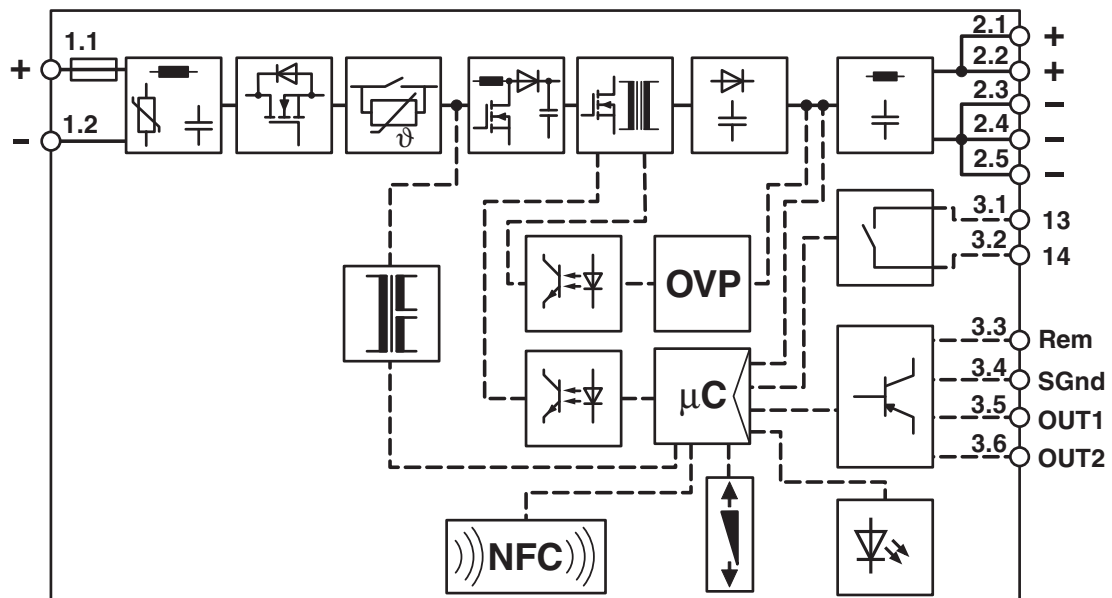 2.1
+
1.1
2.2
+
+
2.3
−
1.2
2.4
−
−
ϑ
2.5
−
3.1
13
3.2
14
OVP
3.3
Rem
3.4
SGnd
μC
3.5
OUT1
3.6
OUT2
NFC